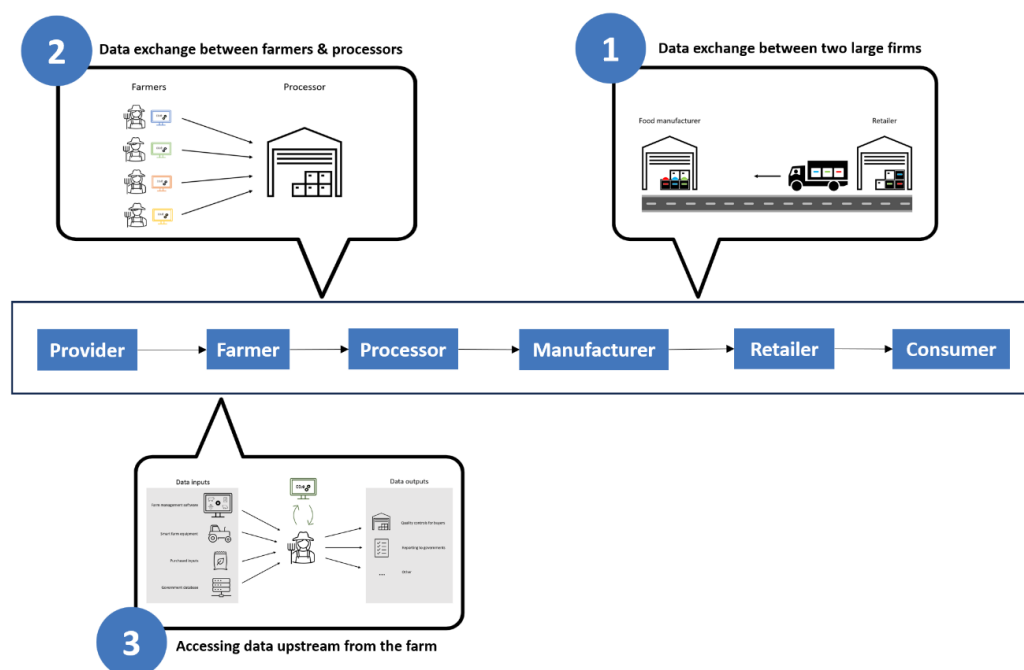 2
Data exchange between farmers & processors
Farmers
Processor
1
Data exchange between two large firms
Food manufacturer
Retailer
Provider
Farmer
Processor
Manufacturer
Retailer
Consumer
Data inputs
Farm management software
Smart farm equipment
Purchased inputs
Government database
Data outputs
Quality controls for buyers
Reporting to governments
Other
...
3
Accessing data upstream from the farm